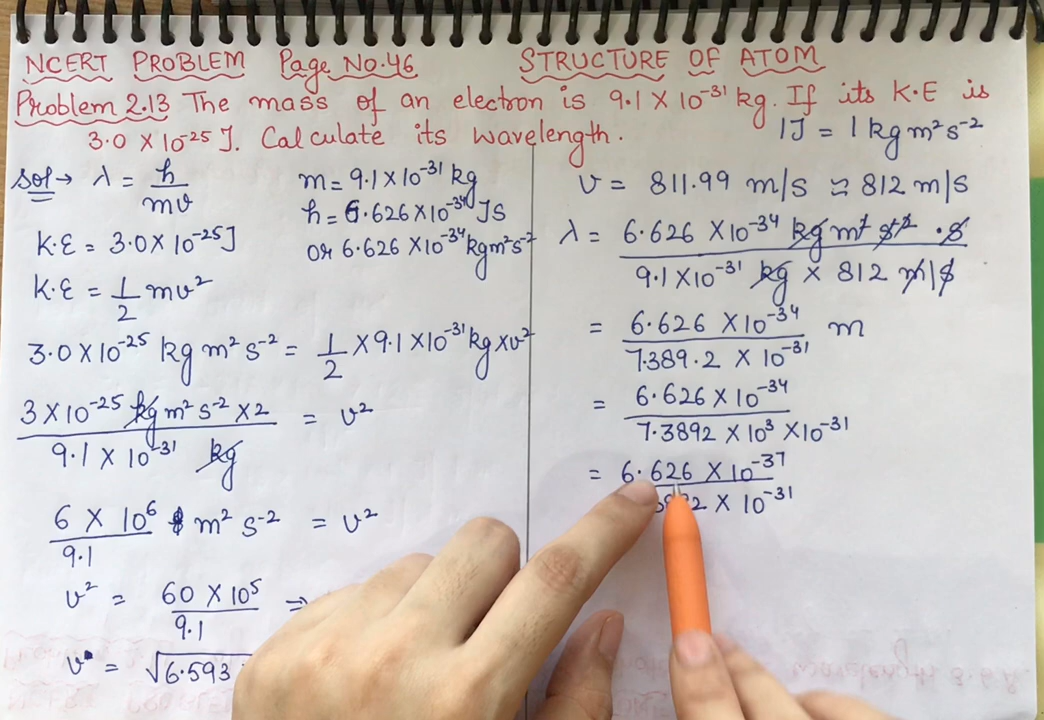 NCERT PROBLEM Page No.46 STRUCTURE OF ATOM
Problem 2.13 The mass of an electron is 9.1 X 10⁻³¹ kg. If its K.E is
3.0 X 10⁻²⁵ J. Calculate its wavelength.
1J = 1 kg m² s⁻²
Sol → λ = h/mv
m = 9.1 X 10⁻³¹ kg
h = 6.626 X 10⁻³⁴ JS
or 6.626 X 10⁻³⁴ kgm²s⁻²
K.E = 3.0 X 10⁻²⁵ J
K.E = 1/2 mv²
3.0 X 10⁻²⁵ kg m² s⁻² = 1/2 X 9.1 X 10⁻³¹ kg x v²
3 X 10⁻²⁵ kg m² s⁻² x 2 / 9.1 X 10⁻³¹ kg = v²
6 X 10⁶ / 9.1 m² s⁻² = v²
v² = 60 X 10⁵ / 9.1 ⇒
v = √6.593
v = 811.99 m/s ≈ 812 m/s
λ = 6.626 X 10⁻³⁴ kg m² s⁻² . s / 9.1 X 10⁻³¹ kg x 812 m/s
= 6.626 X 10⁻³⁴ / 7.389.2 X 10⁻³¹ m
= 6.626 X 10⁻³⁴ / 7.3892 X 10³ X 10⁻³¹
= 6.626 X 10⁻³⁷ / 2 X 10⁻³¹